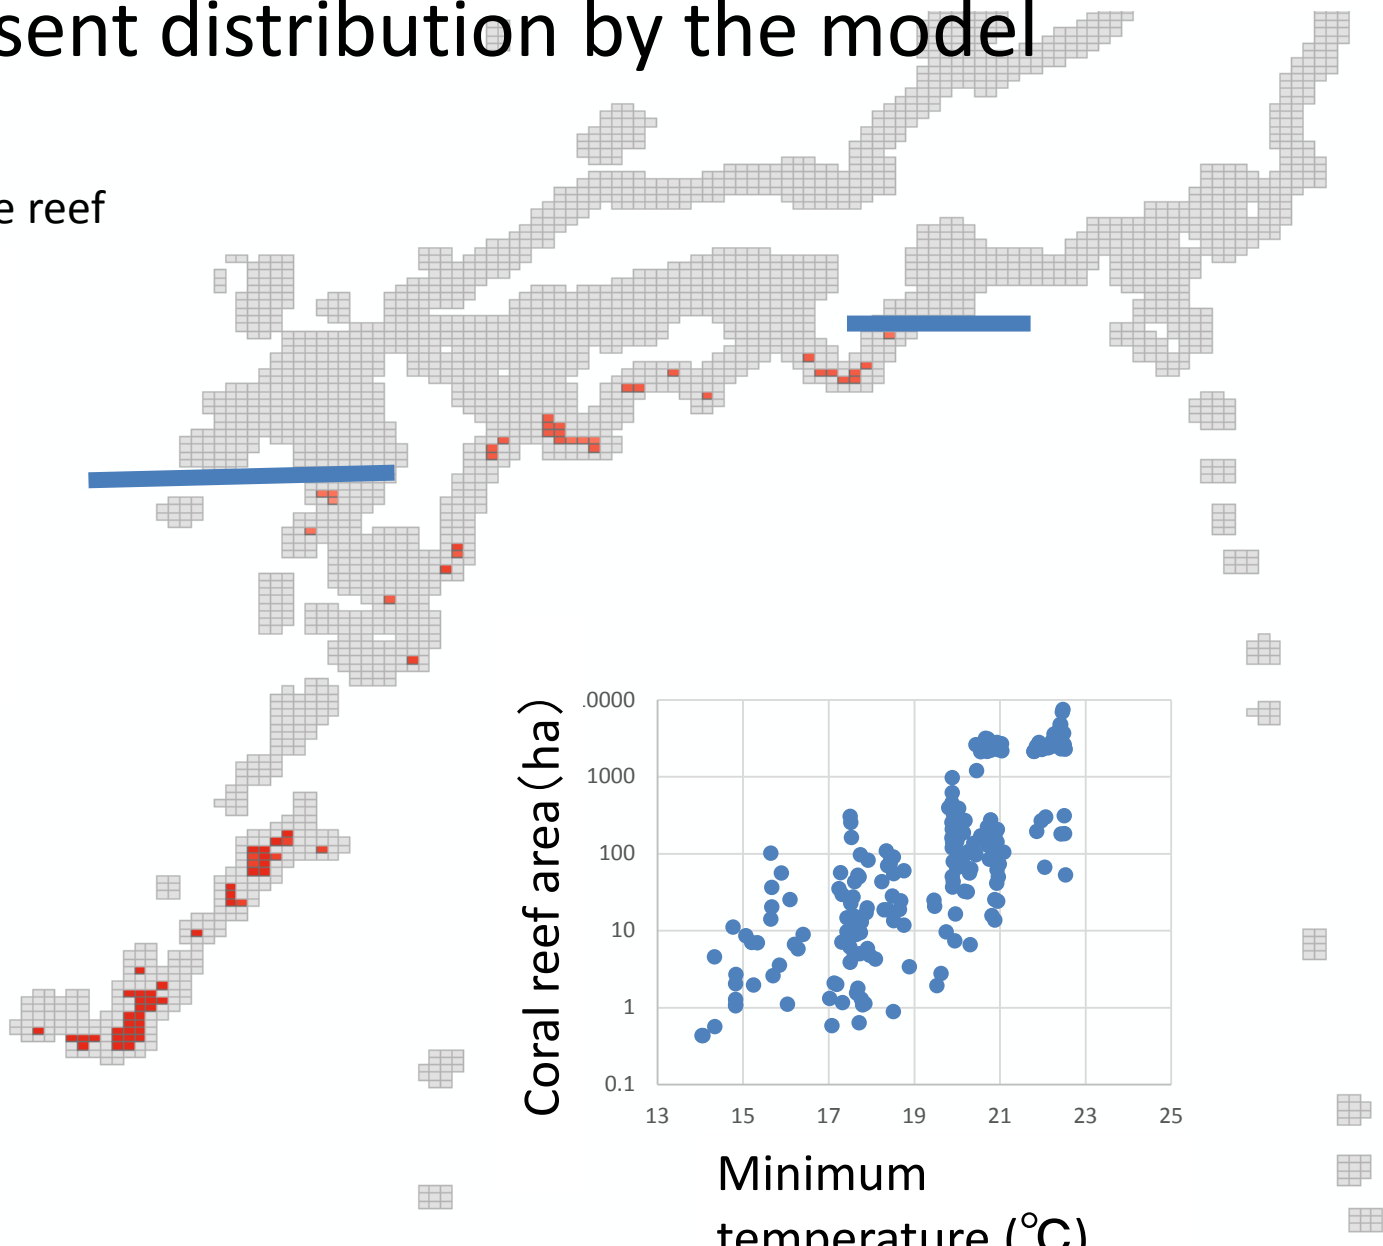 sent distribution by the model
e reef
Coral reef area（ha）
.0000
1000
100
10
1
0.1
13 15 17 19 21 23 25
Minimum
temperature (℃)